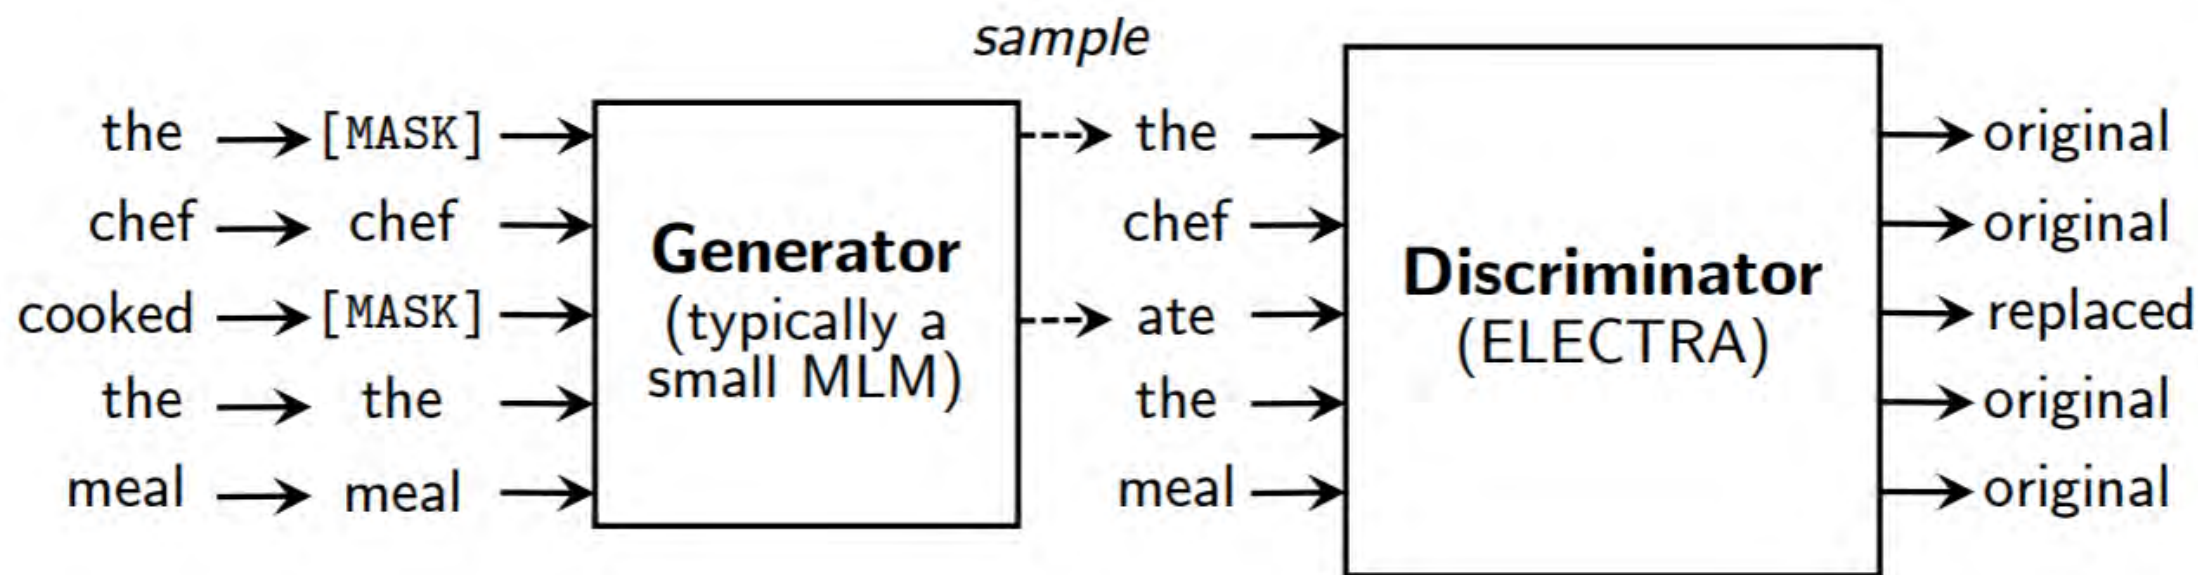 sample
the [MASK] the original
chef chef chef original
cooked [MASK] ate replaced
the the the original
meal meal meal original
Generator
(typically a
small MLM)
Discriminator
(ELECTRA)